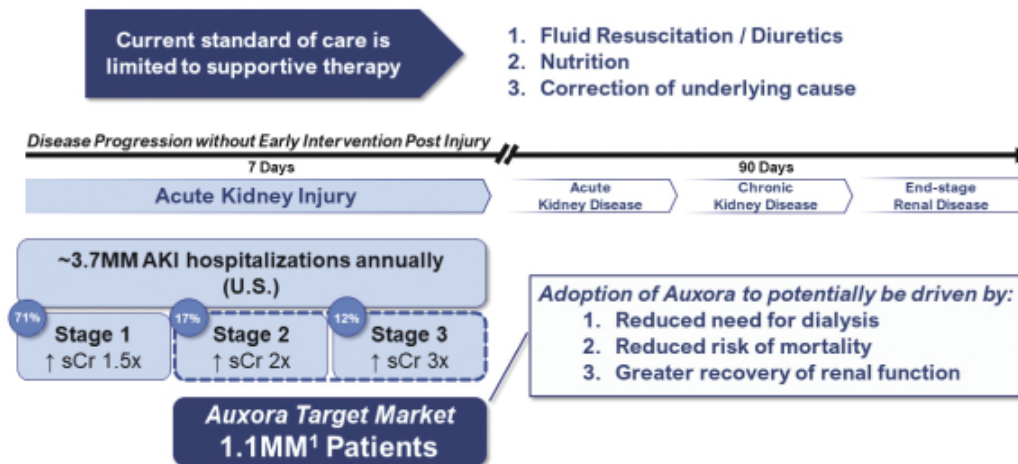 Current standard of care is
limited to supportive therapy
1. Fluid Resuscitation / Diuretics
2. Nutrition
3. Correction of underlying cause
Disease Progression without Early Intervention Post Injury
7 Days
90 Days
Acute Kidney Injury
Acute
Kidney Disease
Chronic
Kidney Disease
End-stage
Renal Disease
~3.7MM AKI hospitalizations annually
(U.S.)
71%
Stage 1
↑ sCr 1.5x
17%
Stage 2
↑ sCr 2x
12%
Stage 3
↑ sCr 3x
Auxora Target Market
1.1MM¹ Patients
Adoption of Auxora to potentially be driven by:
1. Reduced need for dialysis
2. Reduced risk of mortality
3. Greater recovery of renal function